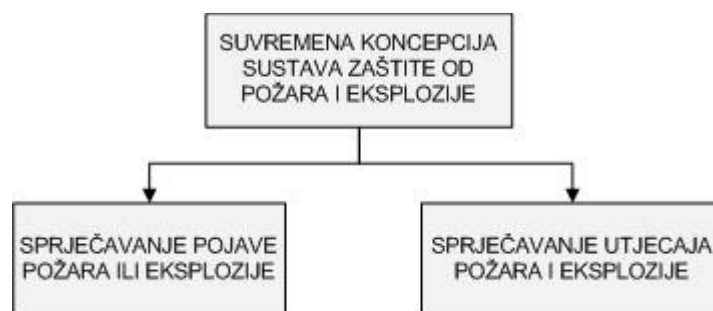 SUVREMENA KONCEPCIJA
SUSTAVA ZAŠTITE OD
POŽARA I EKSPLOZIJE
SPRJEČAVANJE POJAVE
POŽARA ILI EKSPLOZIJE
SPRJEČAVANJE UTJECAJA
POŽARA I EKSPLOZIJE